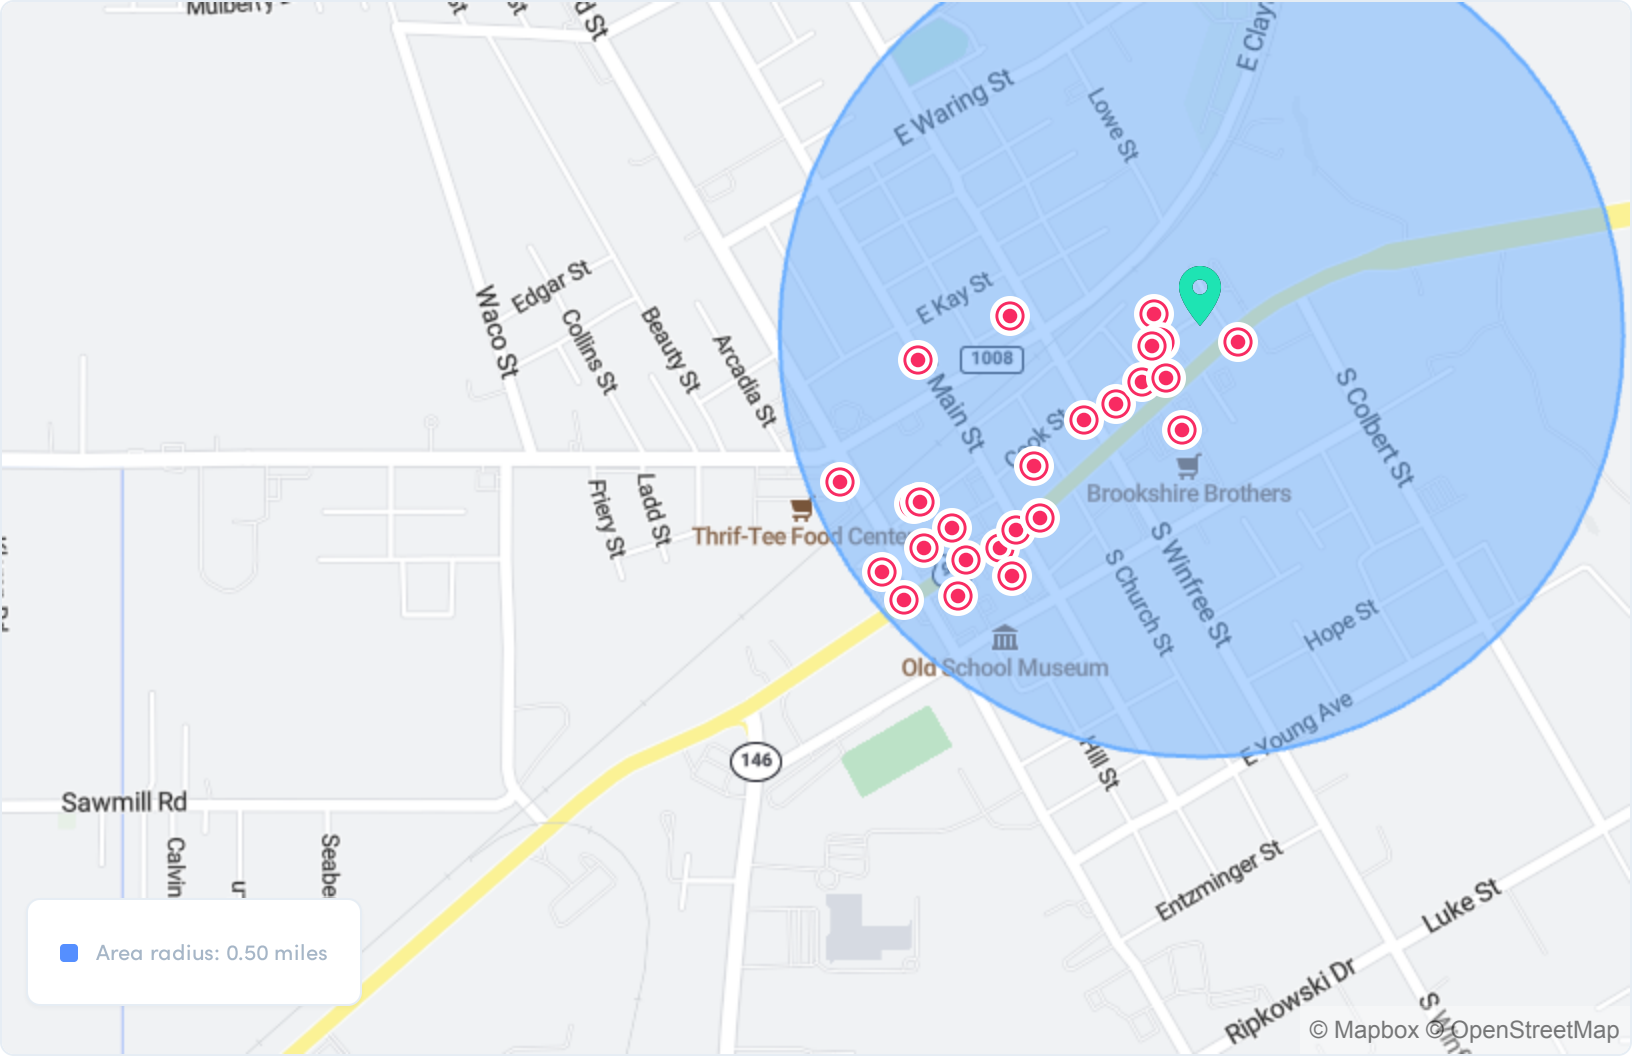 Mulberry
E Clay
E Waring St
Lowe St
Edgar St
E Kay St
Waco St
Collins St
Beauty St
Arcadia St
1008
Main St
Cook St
S Colbert St
Brookshire Brothers
Friery St
Ladd St
Thrif-Tee Food Center
S Winfree St
S Church St
Hope St
Old School Museum
E Young Ave
Hill St
146
Sawmill Rd
Calvin
Seabe
Entzminger St
Luke St
Area radius: 0.50 miles
Ripkowski Dr
© Mapbox © OpenStreetMap